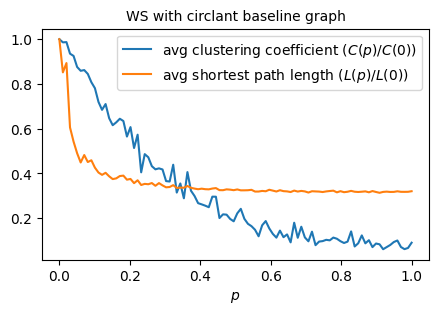 WS with circlant baseline graph
avg clustering coefficient (C(p)/C(0))
avg shortest path length (L(p)/L(0))
1.0
0.8
0.6
0.4
0.2
0.0 0.2 0.4 0.6 0.8 1.0
p